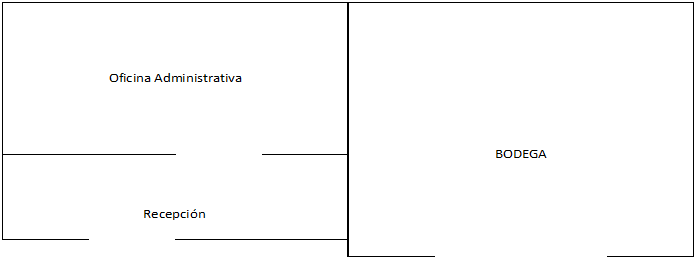 Oficina Administrativa
BODEGA
Recepción